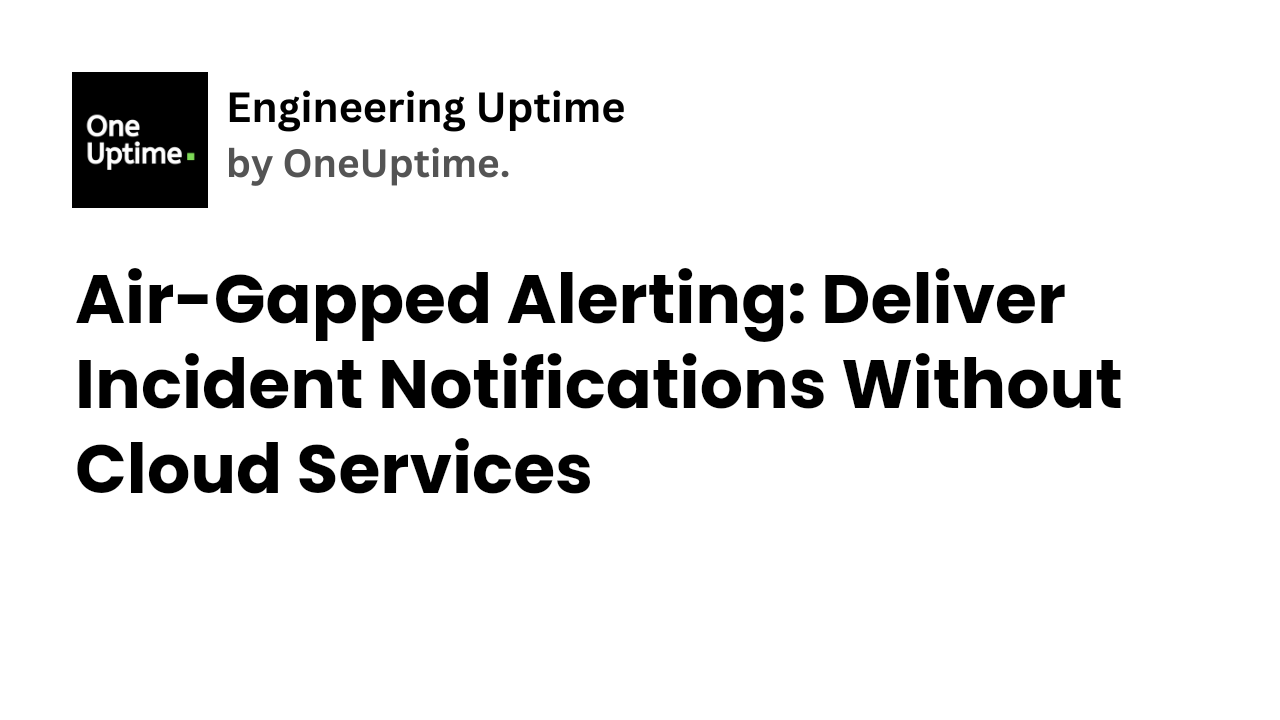 One
Uptime
Engineering Uptime
by OneUptime.
Air-Gapped Alerting: Deliver
Incident Notifications Without
Cloud Services